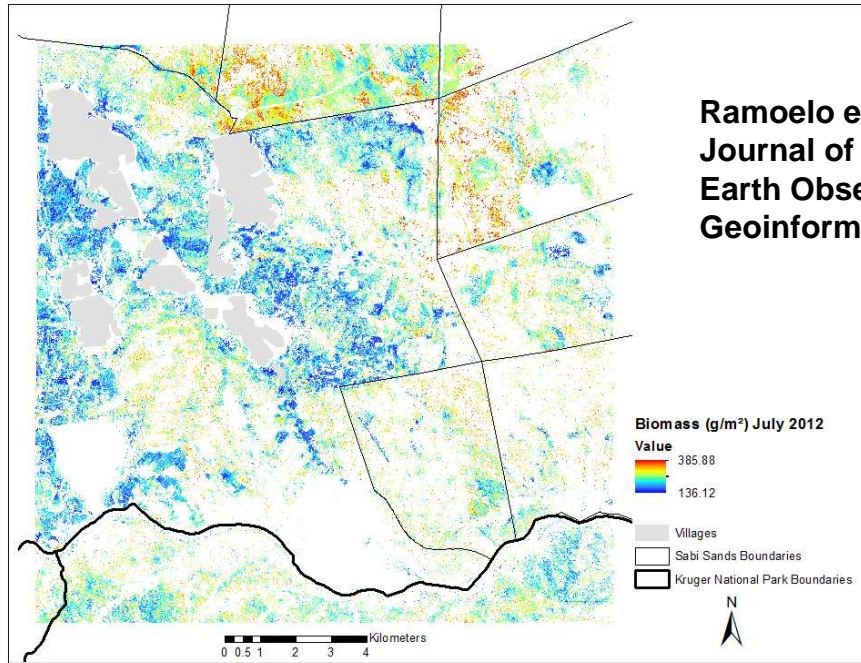 Ramoelo e
Journal of
Earth Obse
Geoinform
Biomass (g/m²) July 2012
Value
385.88
136.12
Villages
Sabi Sands Boundaries
Kruger National Park Boundaries
N
Kilometers
0 0.5 1 2 3 4